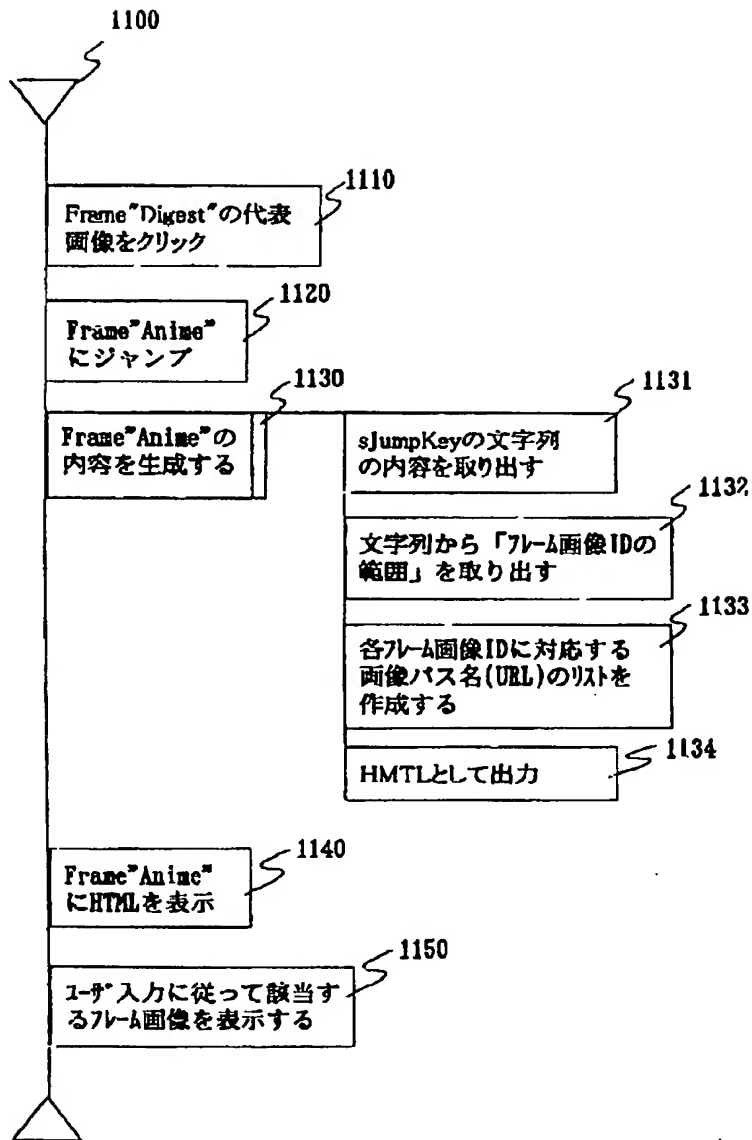 1100
1110
Frame"Digest"の代表
画像をクリック
1120
Frame"Anime"
にジャンプ
1130
Frame"Anime"の
内容を生成する
1131
sJumpKeyの文字列
の内容を取り出す
1132
文字列から「フレーム画像IDの
範囲」を取り出す
1133
各フレーム画像IDに対応する
画像パス名(URL)のリストを
作成する
1134
HMTLとして出力
1140
Frame"Anime"
にHTMLを表示
1150
ユーザ入力に従って該当す
るフレーム画像を表示する